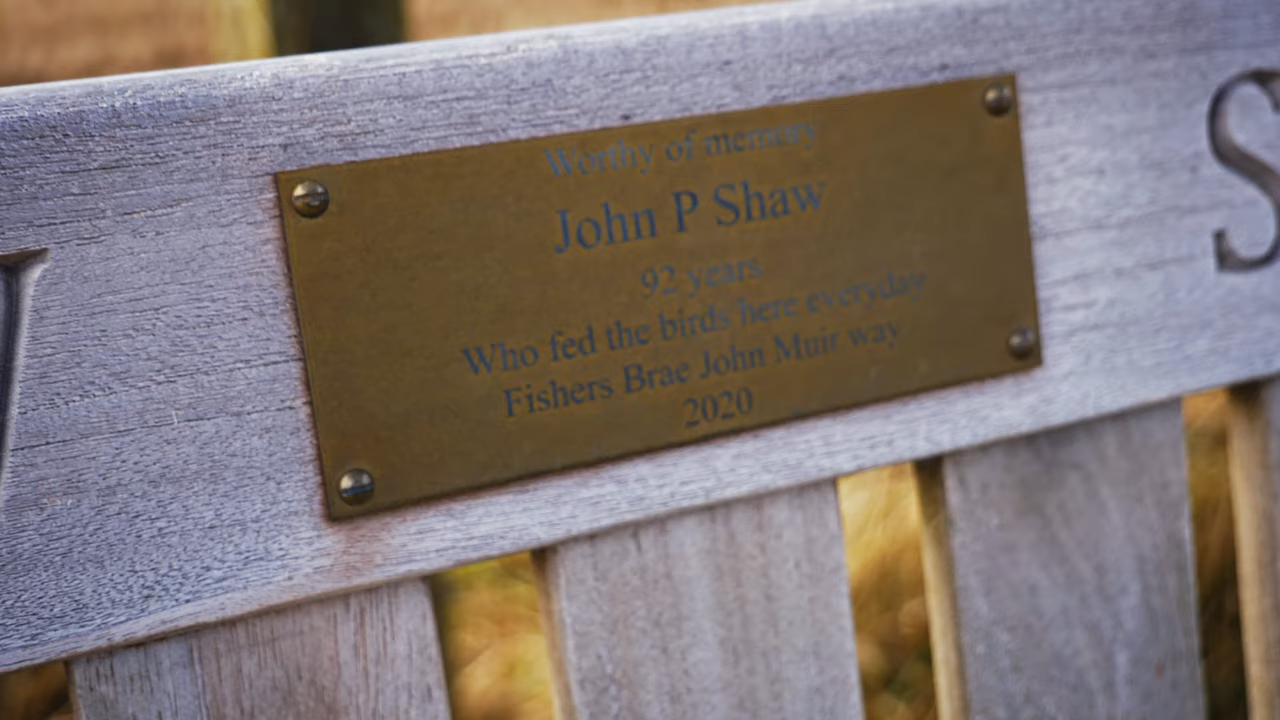 Worthy of memory
John P Shaw
92 years
Who fed the birds here everyday
Fishers Brae John Muir way
2020
S